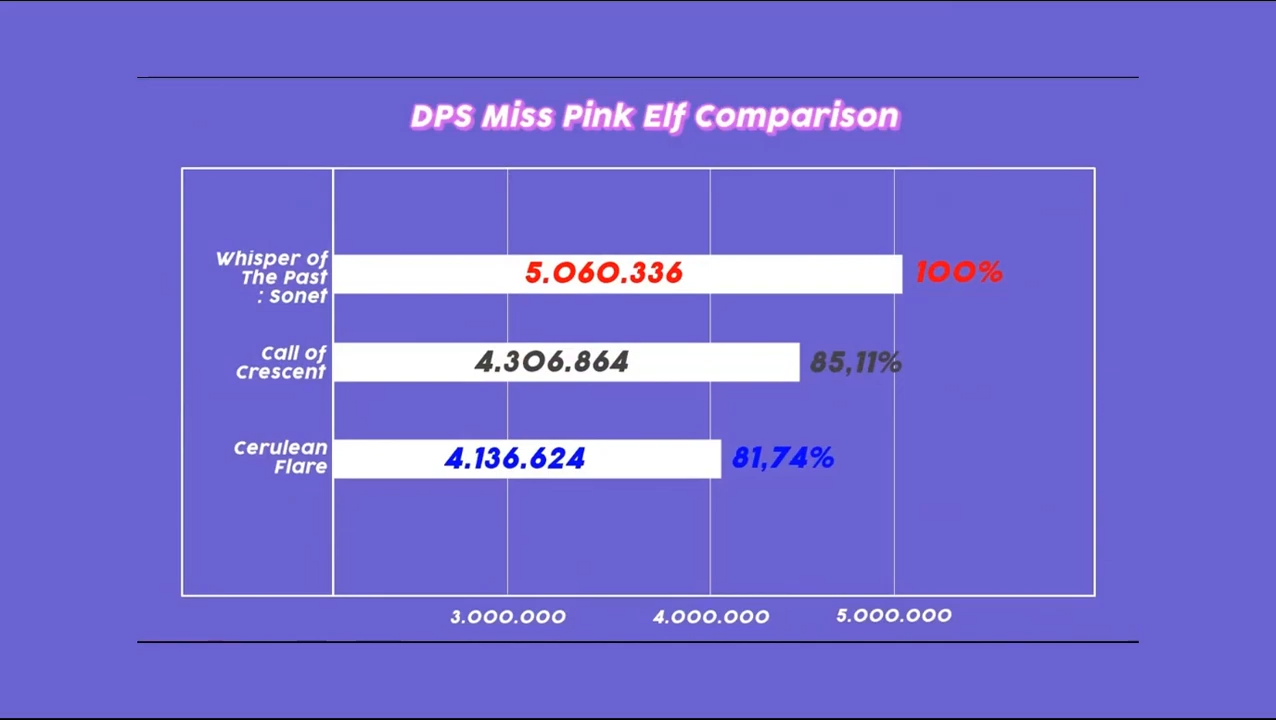 DPS Miss Pink Elf Comparison
Whisper of
The Past
: Sonet
5.060.336
100%
Call of
Crescent
4.306.864
85,11%
Cerulean
Flare
4.136.624
81,74%
3.000.000
4.000.000
5.000.000